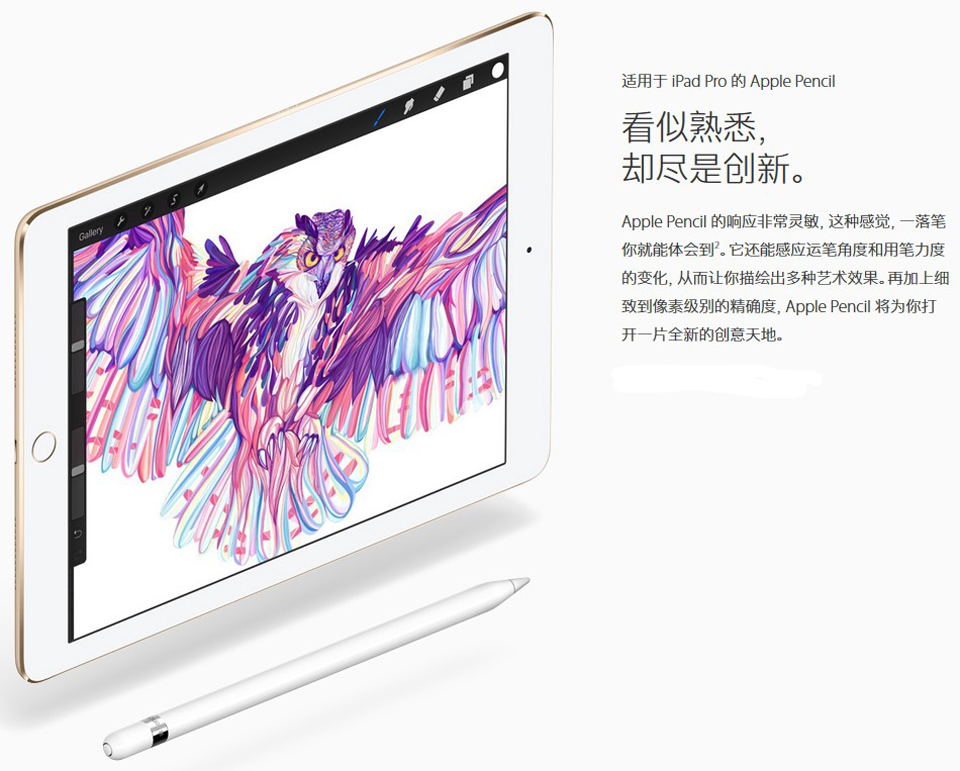 Gallery
适用于 iPad Pro 的 Apple Pencil
看似熟悉，
却尽是创新。
Apple Pencil 的响应非常灵敏，这种感觉，一落笔
你就能体会到²。它还能感应运笔角度和用笔力度
的变化，从而让你描绘出多种艺术效果。再加上细
致到像素级别的精确度，Apple Pencil 将为你打
开一片全新的创意天地。